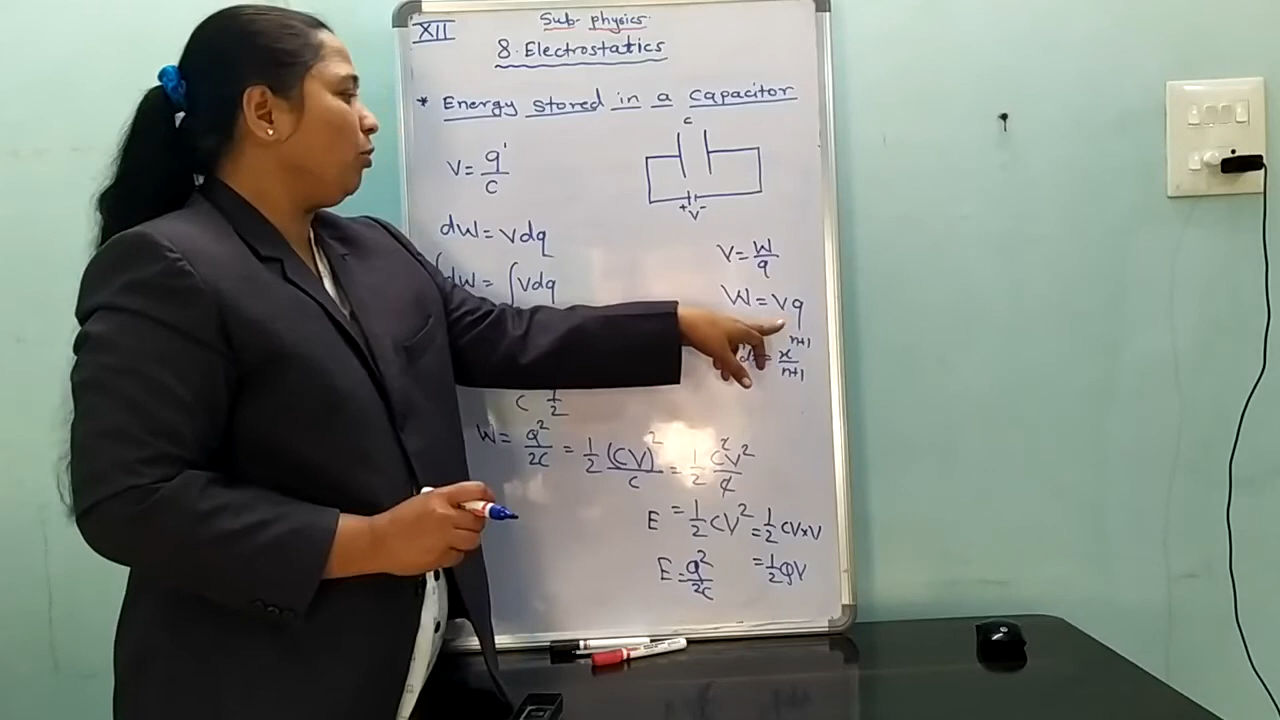 XII
Sub- physics
8. Electrostatics
* Energy stored in a capacitor
V = q'/C
C
+ V -
dW = Vdq
∫dW = ∫Vdq
V = W/q
W = Vq
= x^(n+1)/(n+1)
W = Q²/2C = 1/2 (CV)²/C = 1/2 C²V²/C
E = 1/2 CV² = 1/2 CV×V
E = Q²/2C = 1/2 QV